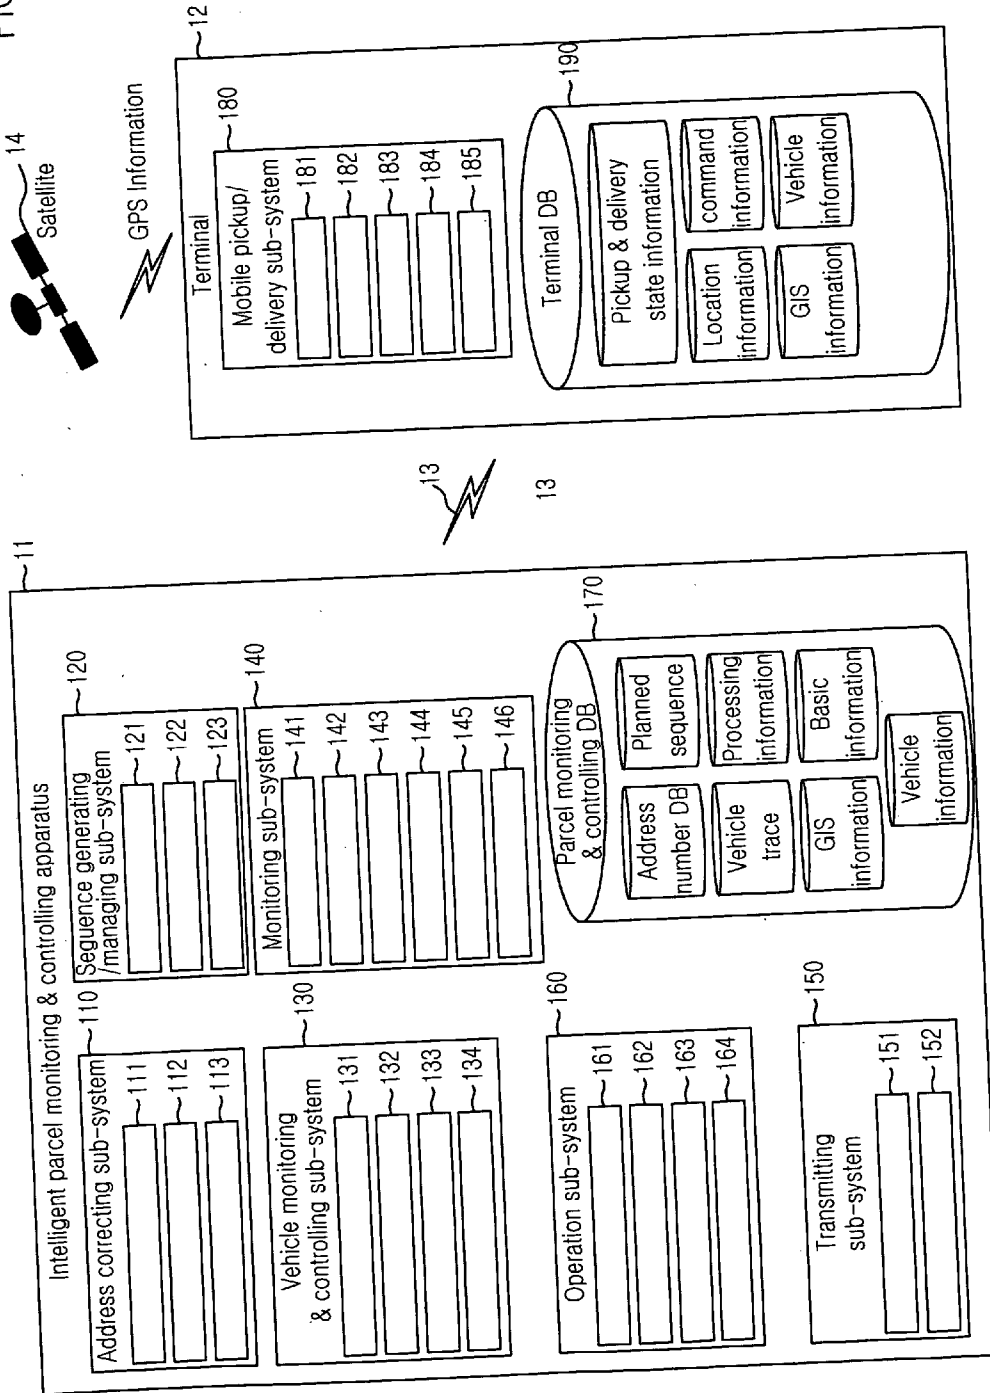 FIG
Intelligent parcel monitoring & controlling apparatus
11
Address correcting sub-system
110
111
112
113
Seguence generating
/managing sub-system
120
121
122
123
Vehicle monitoring
& controlling sub-system
130
131
132
133
134
Monitoring sub-system
140
141
142
143
144
145
146
Operation sub-system
160
161
162
163
164
Transmitting
sub-system
150
151
152
Parcel monitoring
& controlling DB
170
Address
number DB
Planned
sequence
Vehicle
trace
Processing
information
GIS
information
Basic
information
Vehicle
information
13
13
Satellite
14
GPS Information
Terminal
12
Mobile pickup/
delivery sub-system
180
181
182
183
184
185
Terminal DB
190
Pickup & delivery
state information
Location
information
command
information
GIS
information
Vehicle
information